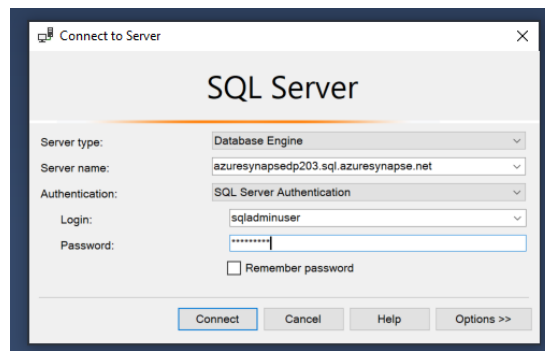 Connect to Server
SQL Server
Server type: Database Engine
Server name: azuresynapsedp203.sql.azuresynapse.net
Authentication: SQL Server Authentication
Login: sqladminuser
Password: *********
Remember password
Connect Cancel Help Options >>